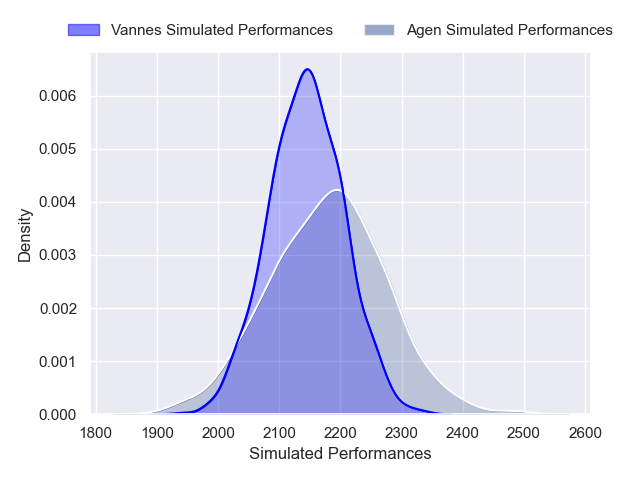 Vannes Simulated Performances
Agen Simulated Performances
0.006
0.005
0.004
0.003
0.002
0.001
0.000
Density
1800 1900 2000 2100 2200 2300 2400 2500 2600
Simulated Performances